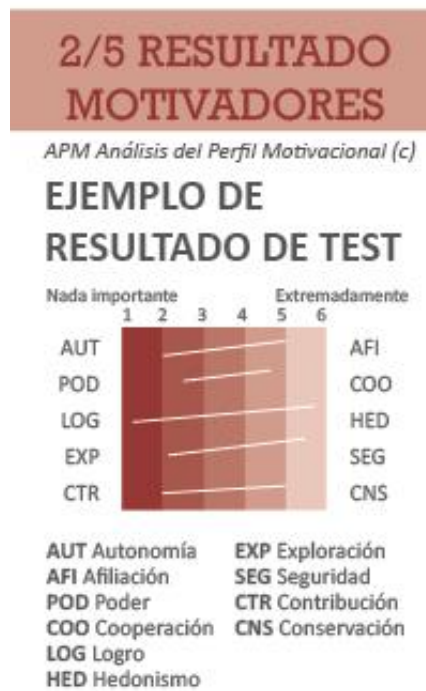 2/5 RESULTADO
MOTIVADORES
APM Análisis del Perfil Motivacional (c)
EJEMPLO DE
RESULTADO DE TEST
Nada importante Extremadamente
1 2 3 4 5 6
AUT AFI
POD COO
LOG HED
EXP SEG
CTR CNS
AUT Autonomía EXP Exploración
AFI Afiliación SEG Seguridad
POD Poder CTR Contribución
COO Cooperación CNS Conservación
LOG Logro
HED Hedonismo